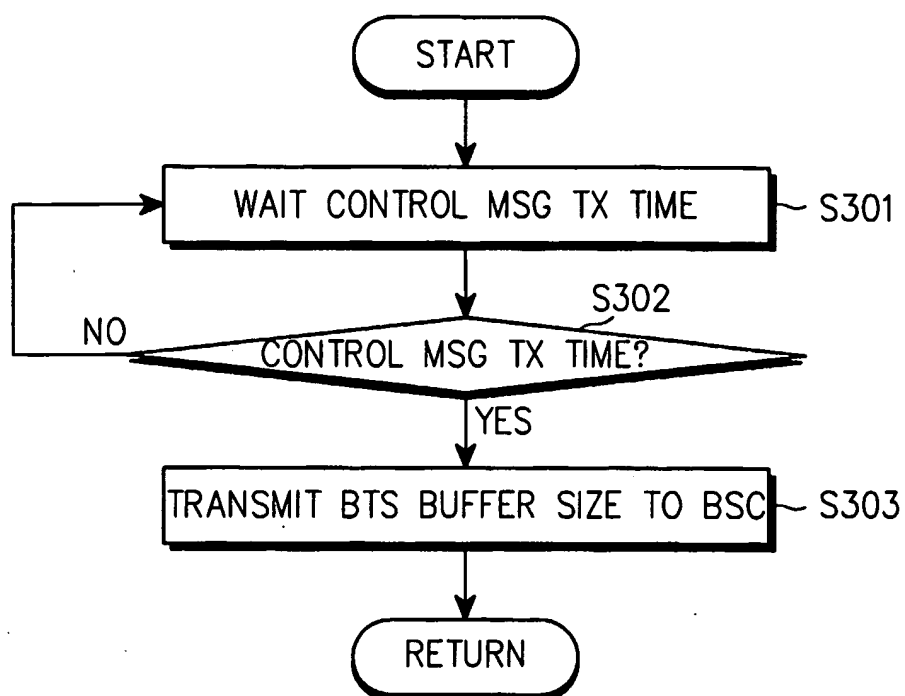 START
WAIT CONTROL MSG TX TIME
S301
S302
NO
CONTROL MSG TX TIME?
YES
TRANSMIT BTS BUFFER SIZE TO BSC
S303
RETURN